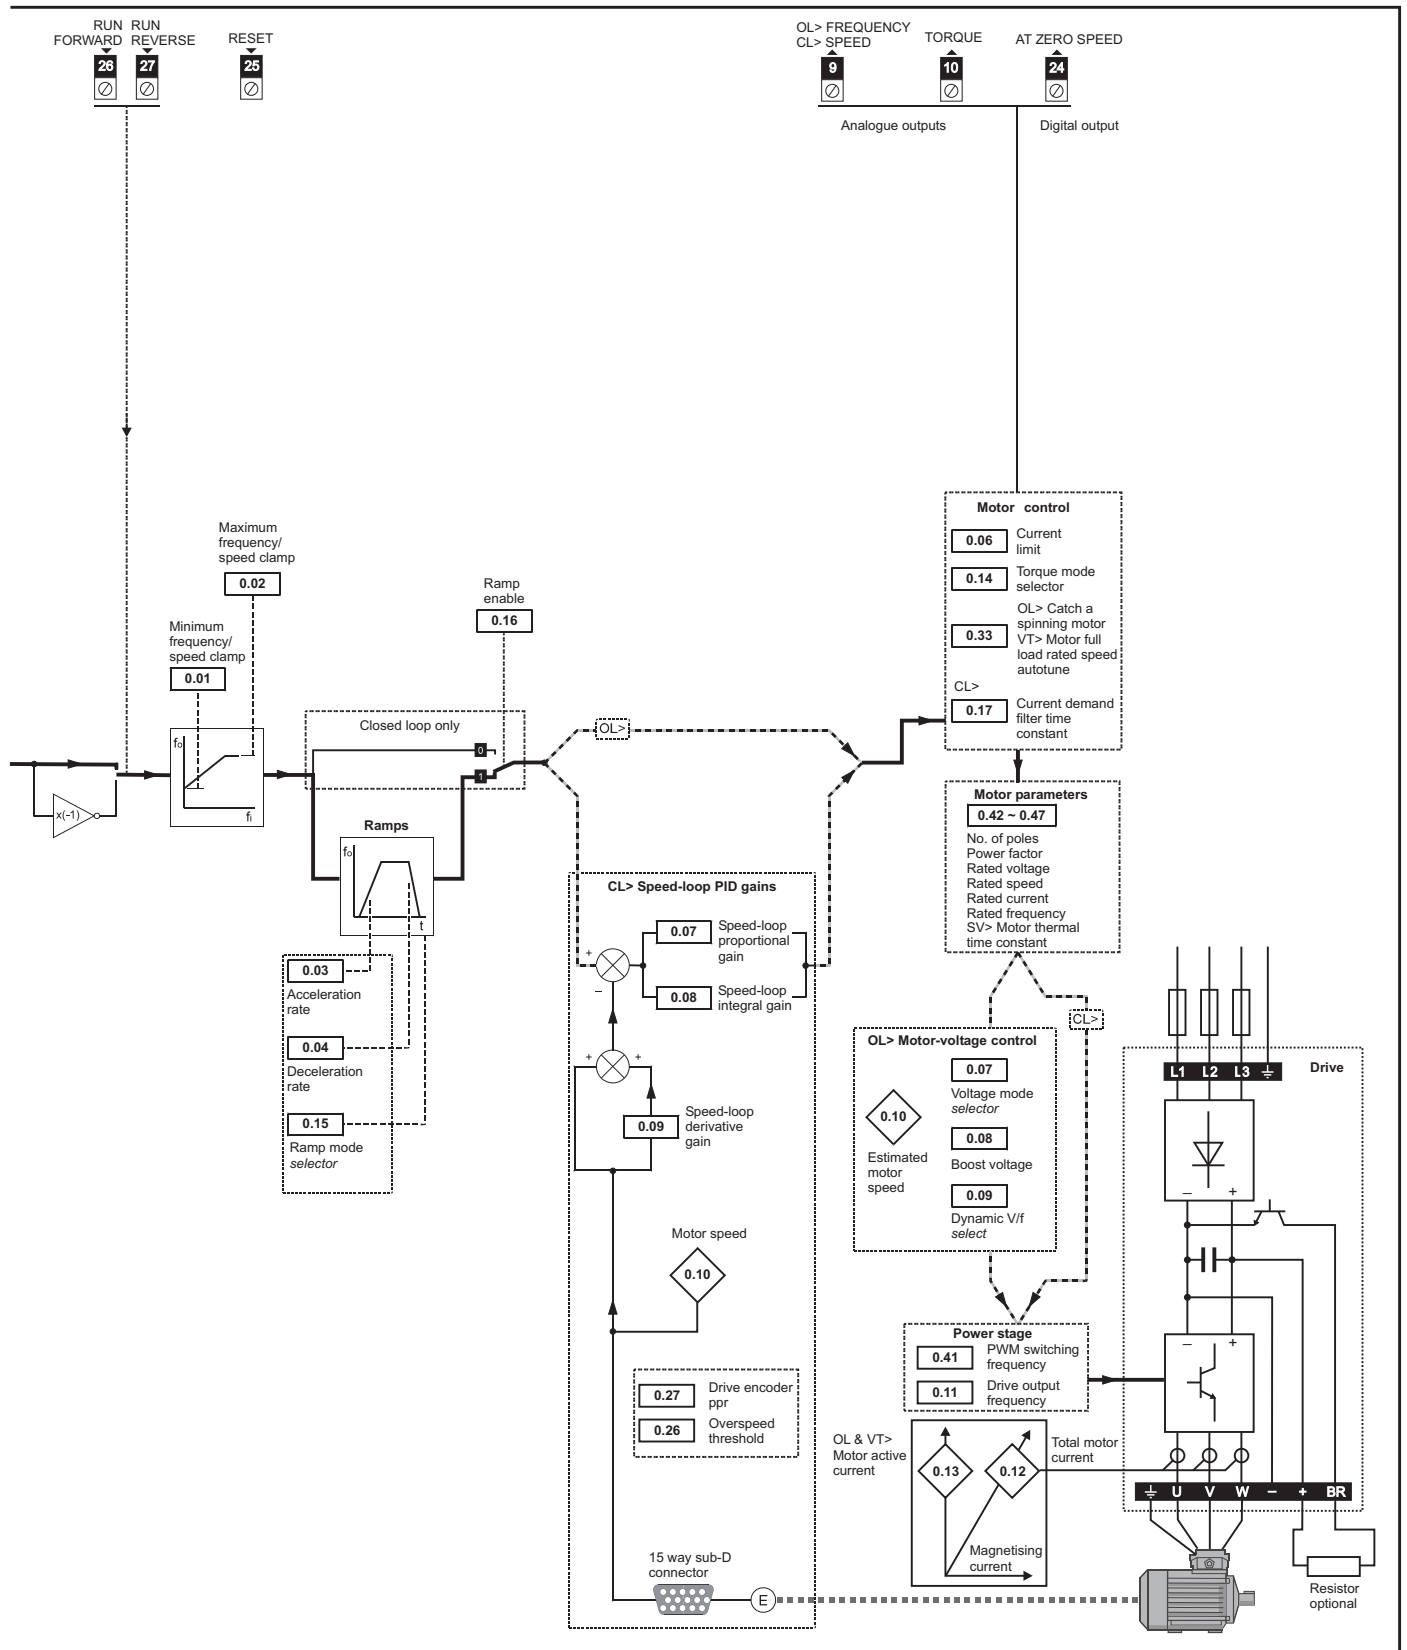 RUN RUN
FORWARD REVERSE
RESET
26
27
25
OL> FREQUENCY
CL> SPEED
TORQUE
AT ZERO SPEED
9
10
24
Analogue outputs
Digital output
Maximum
frequency/
speed clamp
0.02
Minimum
frequency/
speed clamp
0.01
Ramp
enable
0.16
Closed loop only
0
1
OL>
x(-1)
fo
fi
Ramps
fo
t
0.03
Acceleration
rate
0.04
Deceleration
rate
0.15
Ramp mode
selector
CL> Speed-loop PID gains
+
−
0.07
Speed-loop
proportional
gain
0.08
Speed-loop
integral gain
+
+
0.09
Speed-loop
derivative
gain
Motor speed
0.10
0.27
Drive encoder
ppr
0.26
Overspeed
threshold
15 way sub-D
connector
E
Motor control
0.06
Current
limit
0.14
Torque mode
selector
0.33
OL> Catch a
spinning motor
VT> Motor full
load rated speed
autotune
CL>
0.17
Current demand
filter time
constant
Motor parameters
0.42 ~ 0.47
No. of poles
Power factor
Rated voltage
Rated speed
Rated current
Rated frequency
SV> Motor thermal
time constant
CL>
OL> Motor-voltage control
0.07
Voltage mode
selector
0.10
Estimated
motor
speed
0.08
Boost voltage
0.09
Dynamic V/f
select
Power stage
0.41
PWM switching
frequency
0.11
Drive output
frequency
OL & VT>
Motor active
current
0.13
0.12
Total motor
current
Magnetising
current
L1 L2 L3
Drive
− +
− +
U V W − + BR
Resistor
optional